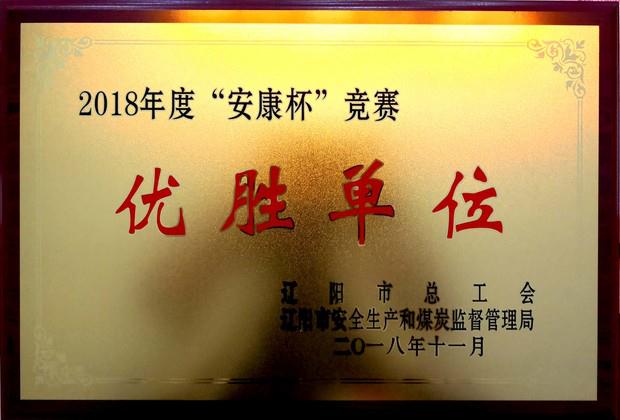 2018年度“安康杯”竞赛
优胜单位
辽阳市总工会
辽阳市安全生产和煤炭监督管理局
二〇一八年十一月